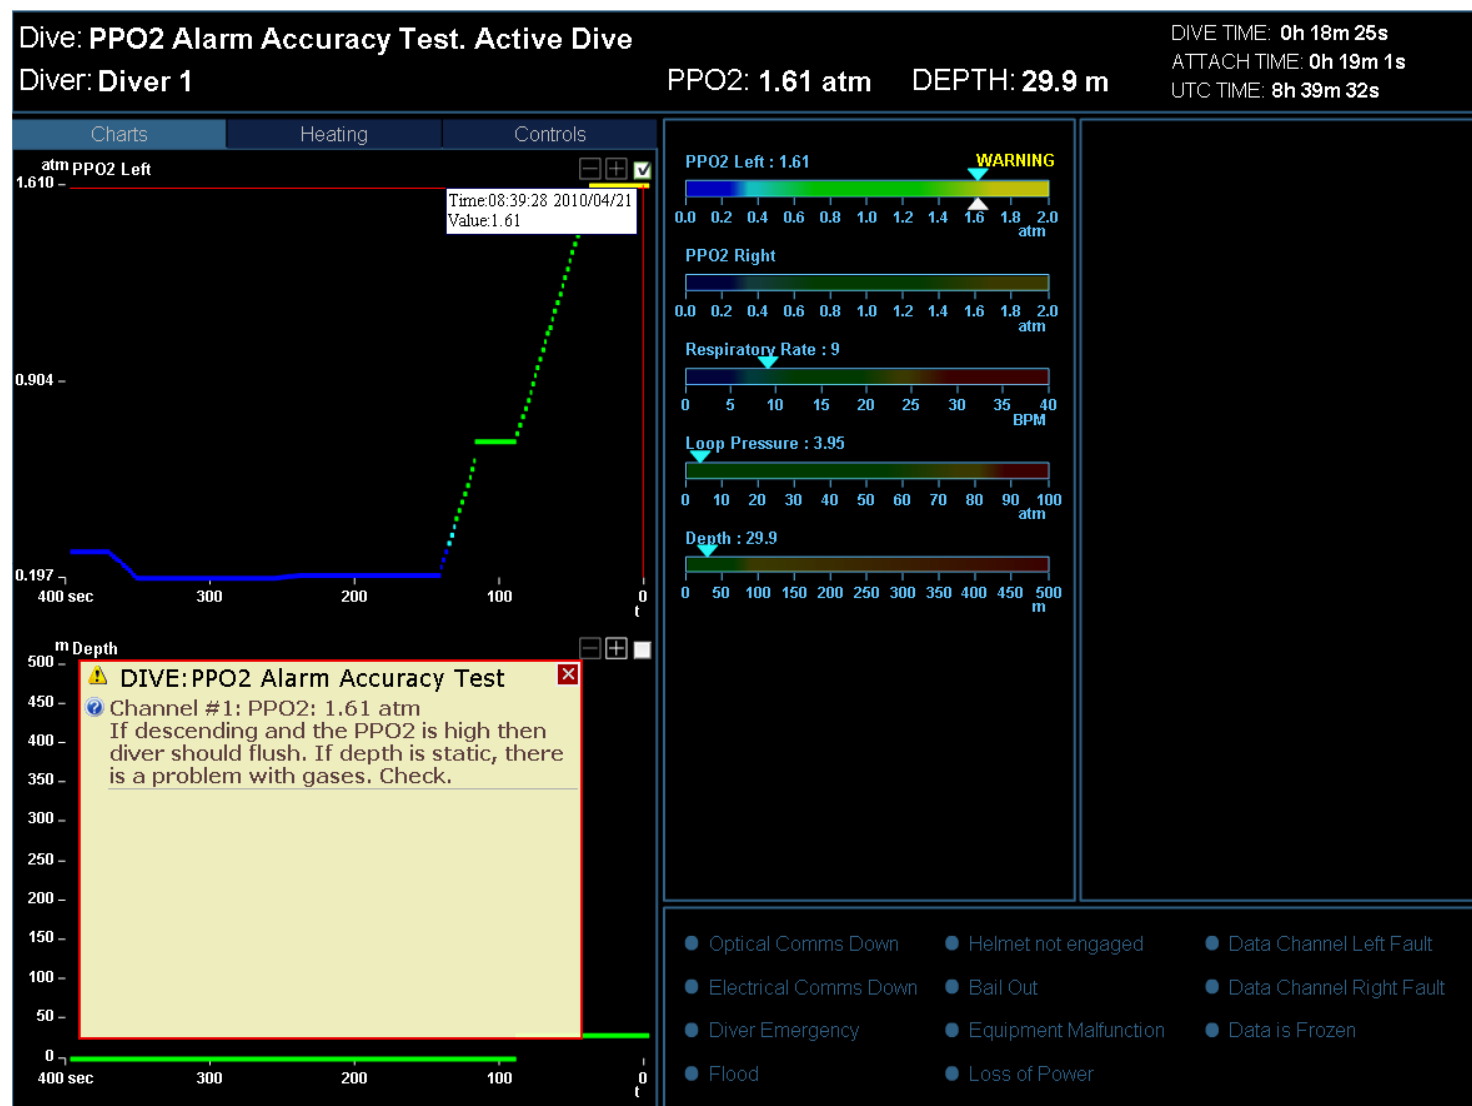 Dive: PPO2 Alarm Accuracy Test. Active Dive
Diver: Diver 1
PPO2: 1.61 atm
DEPTH: 29.9 m
DIVE TIME: 0h 18m 25s
ATTACH TIME: 0h 19m 1s
UTC TIME: 8h 39m 32s
Charts
Heating
Controls
atm PPO2 Left
1.610
Time:08:39:28 2010/04/21
Value:1.61
0.904
0.197
400 sec 300 200 100 0
t
m Depth
500
450
400
350
300
250
200
150
100
50
0
400 sec 300 200 100 0
t
DIVE:PPO2 Alarm Accuracy Test
Channel #1: PPO2: 1.61 atm
If descending and the PPO2 is high then
diver should flush. If depth is static, there
is a problem with gases. Check.
PPO2 Left : 1.61 WARNING
0.0 0.2 0.4 0.6 0.8 1.0 1.2 1.4 1.6 1.8 2.0
atm
PPO2 Right
0.0 0.2 0.4 0.6 0.8 1.0 1.2 1.4 1.6 1.8 2.0
atm
Respiratory Rate : 9
0 5 10 15 20 25 30 35 40
BPM
Loop Pressure : 3.95
0 10 20 30 40 50 60 70 80 90 100
atm
Depth : 29.9
0 50 100 150 200 250 300 350 400 450 500
m
Optical Comms Down
Helmet not engaged
Data Channel Left Fault
Electrical Comms Down
Bail Out
Data Channel Right Fault
Diver Emergency
Equipment Malfunction
Data is Frozen
Flood
Loss of Power